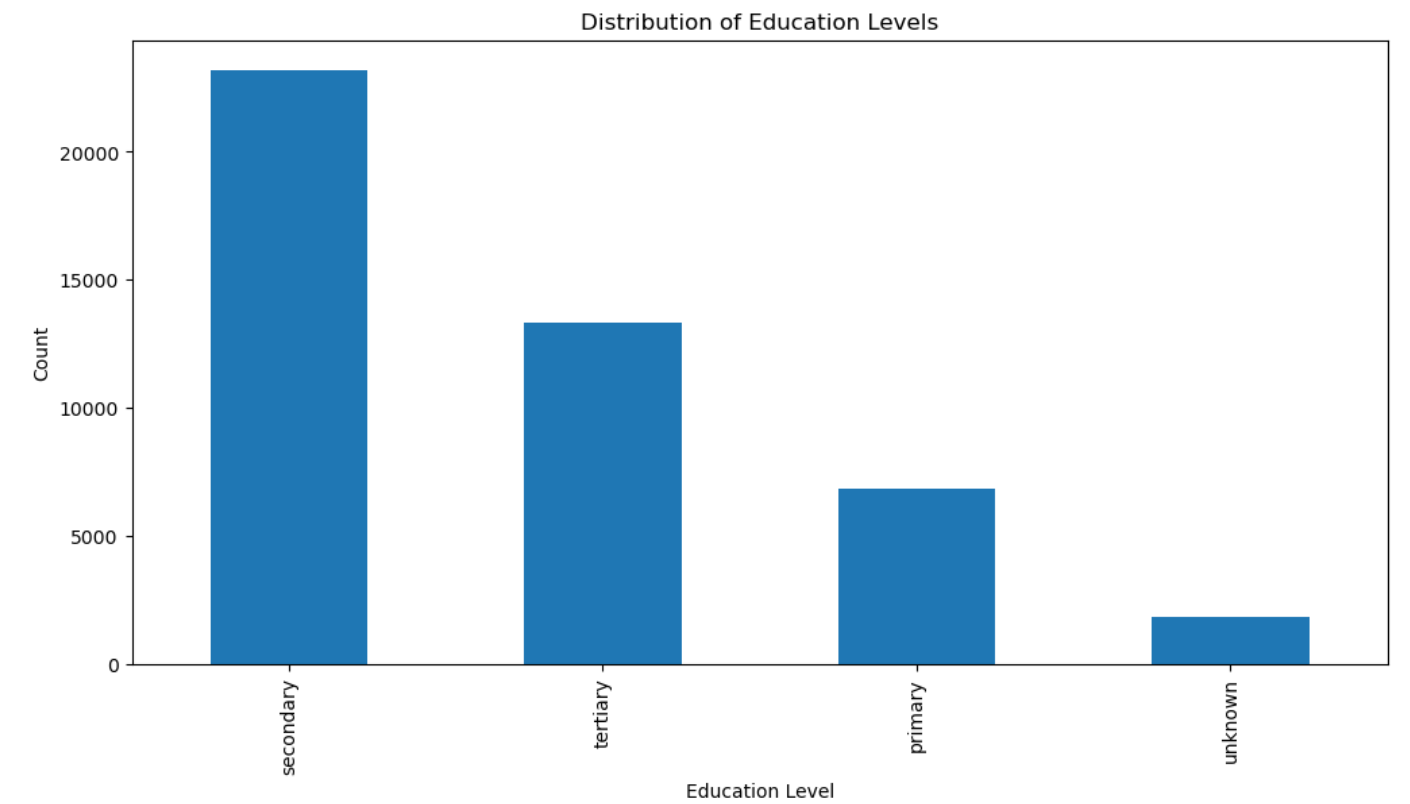 Distribution of Education Levels
20000
15000
10000
5000
0
Count
secondary
tertiary
primary
unknown
Education Level